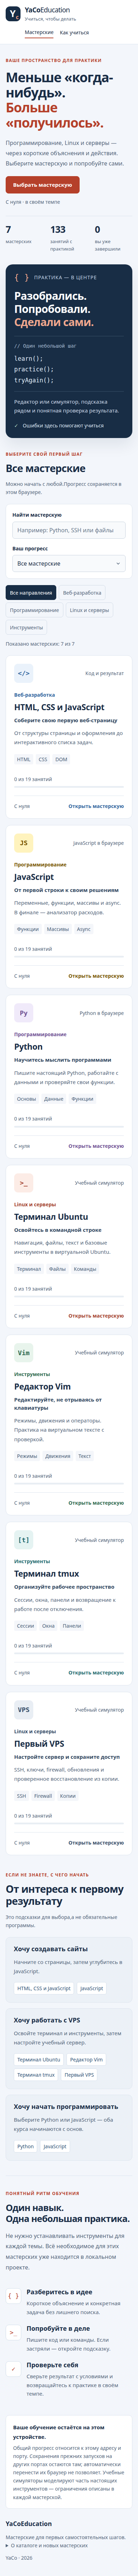 YaCoEducation
Учиться, чтобы делать
Мастерские
Как учиться
ВАШЕ ПРОСТРАНСТВО ДЛЯ ПРАКТИКИ
Меньше «когда-
нибудь».
Больше
«получилось».
Программирование, Linux и серверы —
через короткие объяснения и действия.
Выберите мастерскую и попробуйте сами.
Выбрать мастерскую
С нуля · в своём темпе
7
мастерских
133
занятий с
практикой
0
вы уже
завершили
{ } ПРАКТИКА — В ЦЕНТРЕ
Разобрались.
Попробовали.
Сделали сами.
// Один небольшой шаг
learn();
practice();
tryAgain();
Редактор или симулятор, подсказка
рядом и понятная проверка результата.
✓ Ошибки здесь помогают учиться
ВЫБЕРИТЕ СВОЙ ПЕРВЫЙ ШАГ
Все мастерские
Можно начать с любой.Прогресс сохраняется в
этом браузере.
Найти мастерскую
Например: Python, SSH или файлы
Ваш прогресс
Все мастерские
Все направления
Веб-разработка
Программирование
Linux и серверы
Инструменты
Показано мастерских: 7 из 7
</>
Код и результат
Веб-разработка
HTML, CSS и JavaScript
Соберите свою первую веб-страницу
От структуры страницы и оформления до
интерактивного списка задач.
HTML CSS DOM
0 из 19 занятий
С нуля
Открыть мастерскую
JS
JavaScript в браузере
Программирование
JavaScript
От первой строки к своим решениям
Переменные, функции, массивы и async.
В финале — анализатор расходов.
Функции Массивы Async
0 из 19 занятий
С нуля
Открыть мастерскую
Py
Python в браузере
Программирование
Python
Научитесь мыслить программами
Пишите настоящий Python, работайте с
данными и проверяйте свои функции.
Основы Данные Функции
0 из 19 занятий
С нуля
Открыть мастерскую
>_
Учебный симулятор
Linux и серверы
Терминал Ubuntu
Освойтесь в командной строке
Навигация, файлы, текст и базовые
инструменты в виртуальной Ubuntu.
Терминал Файлы Команды
0 из 19 занятий
С нуля
Открыть мастерскую
Vim
Учебный симулятор
Инструменты
Редактор Vim
Редактируйте, не отрываясь от
клавиатуры
Режимы, движения и операторы.
Практика на виртуальном тексте с
проверкой.
Режимы Движения Текст
0 из 19 занятий
С нуля
Открыть мастерскую
[t]
Учебный симулятор
Инструменты
Терминал tmux
Организуйте рабочее пространство
Сессии, окна, панели и возвращение к
работе после отключения.
Сессии Окна Панели
0 из 19 занятий
С нуля
Открыть мастерскую
VPS
Учебный симулятор
Linux и серверы
Первый VPS
Настройте сервер и сохраните доступ
SSH, ключи, firewall, обновления и
проверенное восстановление из копии.
SSH Firewall Копии
0 из 19 занятий
С нуля
Открыть мастерскую
ЕСЛИ НЕ ЗНАЕТЕ, С ЧЕГО НАЧАТЬ
От интереса к первому
результату
Это подсказка для выбора,а не обязательные
программы.
Хочу создавать сайты
Начните со страницы, затем углубитесь в
JavaScript.
HTML, CSS и JavaScript
JavaScript
Хочу работать с VPS
Освойте терминал и инструменты, затем
настройте учебный сервер.
Терминал Ubuntu
Редактор Vim
Терминал tmux
Первый VPS
Хочу начать программировать
Выберите Python или JavaScript — оба
курса начинаются с основ.
Python
JavaScript
ПОНЯТНЫЙ РИТМ ОБУЧЕНИЯ
Один навык.
Одна небольшая практика.
Не нужно устанавливать инструменты для
каждой темы. Всё необходимое для этих
мастерских уже находится в локальном
проекте.
{ }
Разберитесь в идее
Короткое объяснение и конкретная
задача без лишнего поиска.
>_
Попробуйте в деле
Пишите код или команды. Если
застряли — откройте подсказку.
✓
Проверьте себя
Сверьте результат с условиями и
возвращайтесь к практике в своём
темпе.
Ваше обучение остаётся на этом
устройстве.
Общий прогресс относится к этому адресу и
порту. Сохранения прежних запусков на
других портах остаются там; автоматически
перенести их браузер не позволяет. Учебные
симуляторы моделируют часть настоящих
инструментов — ограничения описаны в
каждой мастерской.
YaCoEducation
Мастерские для первых самостоятельных шагов.
▶ О каталоге и новых мастерских
YaCo · 2026